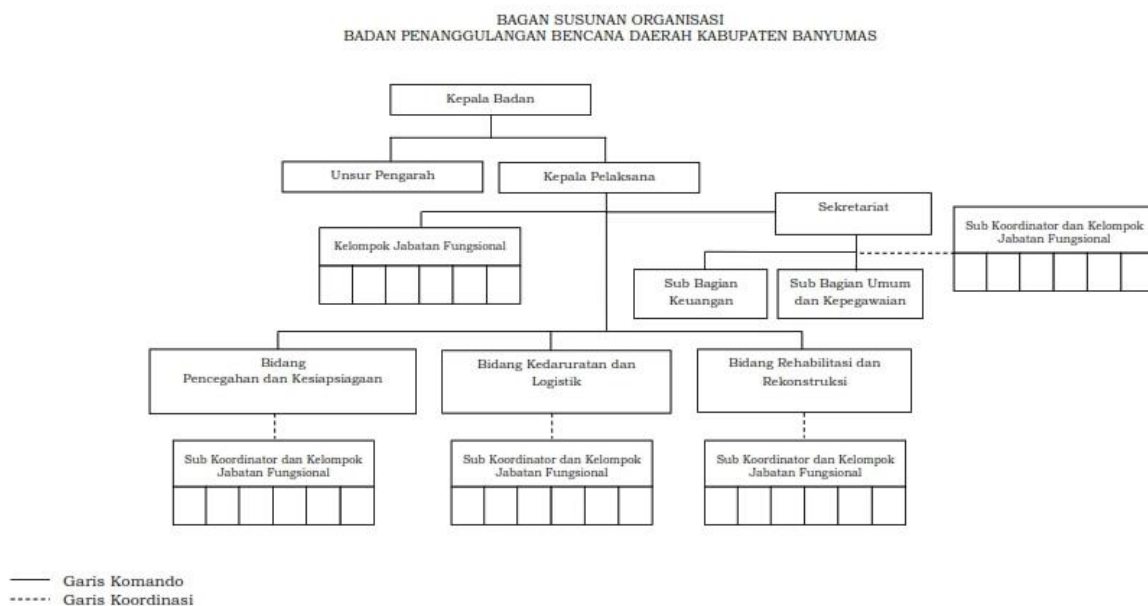 BAGAN SUSUNAN ORGANISASI
BADAN PENANGGULANGAN BENCANA DAERAH KABUPATEN BANYUMAS
Kepala Badan
Unsur Pengarah
Kepala Pelaksana
Sekretariat
Kelompok Jabatan Fungsional
Sub Koordinator dan Kelompok
Jabatan Fungsional
Sub Bagian
Keuangan
Sub Bagian Umum
dan Kepegawaian
Bidang
Pencegahan dan Kesiapsiagaan
Bidang Kedaruratan dan
Logistik
Bidang Rehabilitasi dan
Rekonstruksi
Sub Koordinator dan Kelompok
Jabatan Fungsional
Sub Koordinator dan Kelompok
Jabatan Fungsional
Sub Koordinator dan Kelompok
Jabatan Fungsional
Garis Komando
Garis Koordinasi